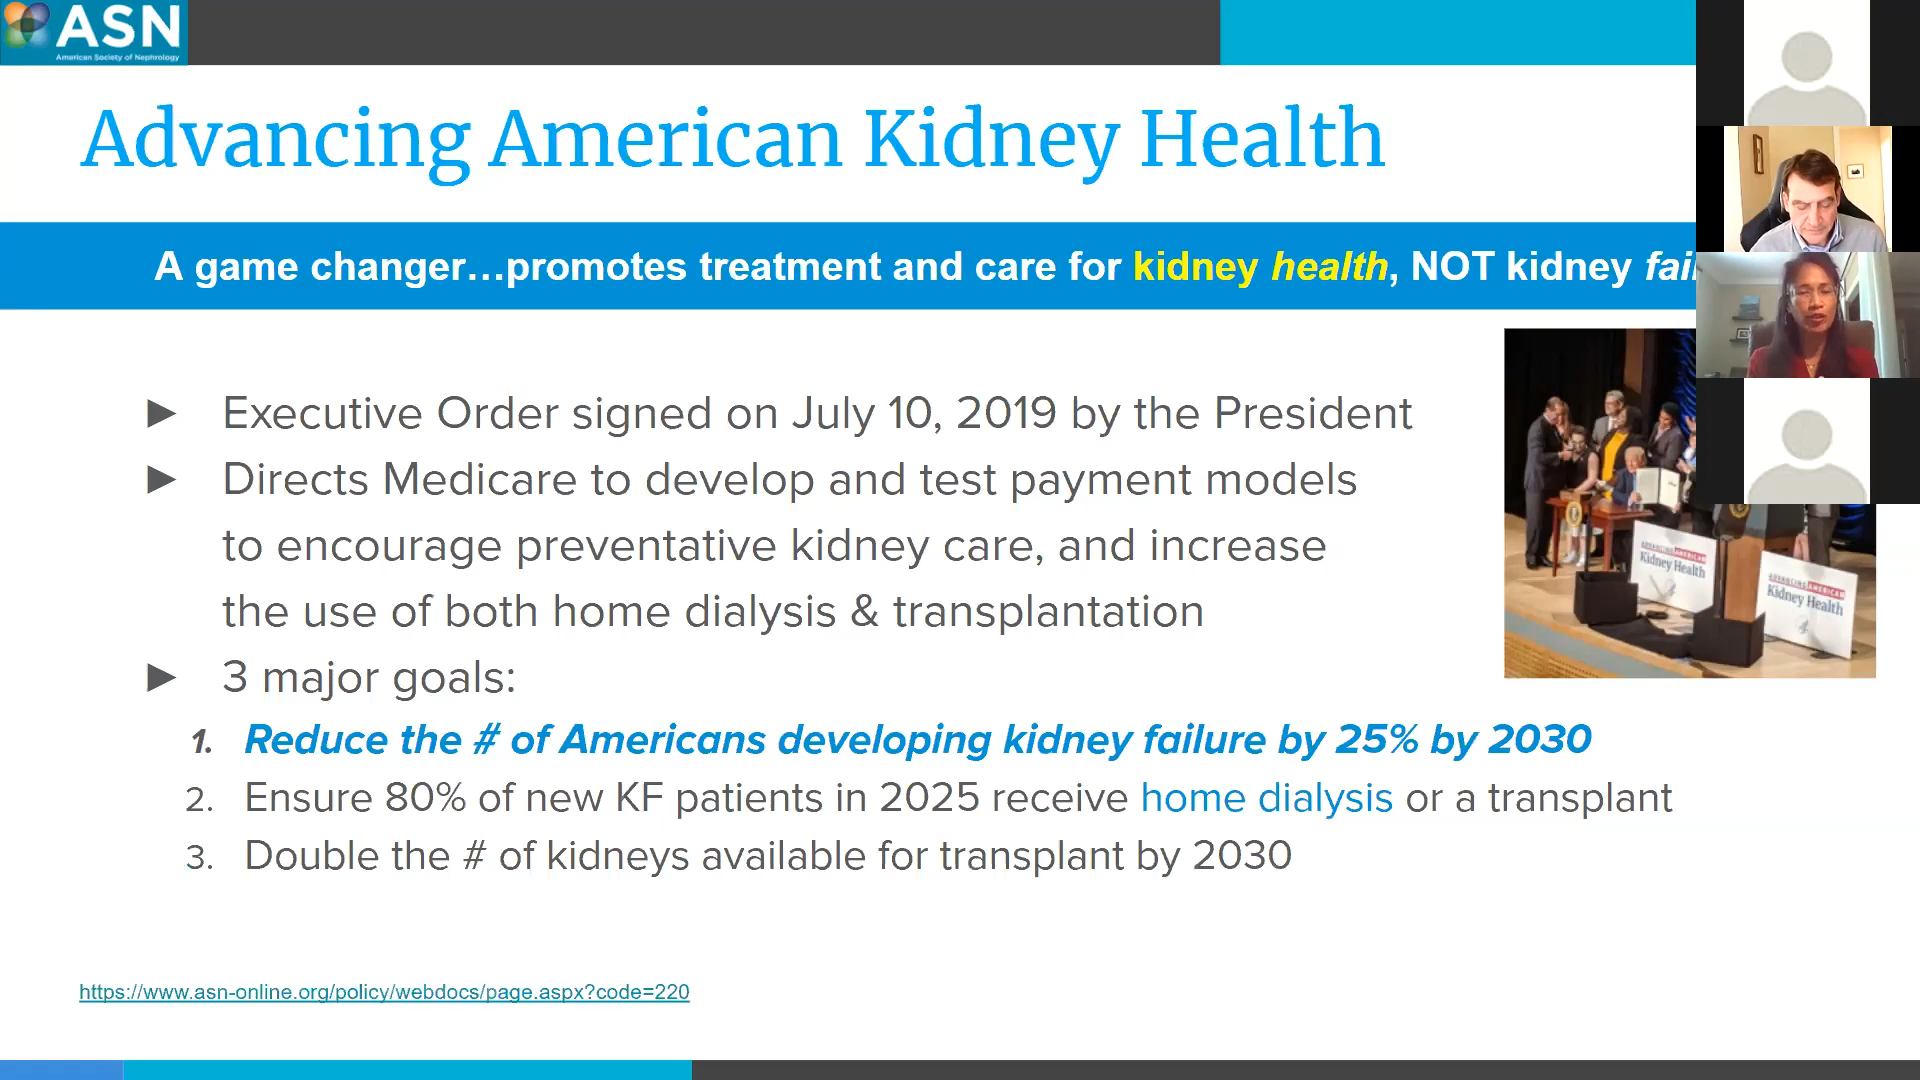 ASN
American Society of Nephrology
Advancing American Kidney Health
A game changer…promotes treatment and care for kidney health, NOT kidney
► Executive Order signed on July 10, 2019 by the President
► Directs Medicare to develop and test payment models
to encourage preventative kidney care, and increase
the use of both home dialysis & transplantation
► 3 major goals:
1. Reduce the # of Americans developing kidney failure by 25% by 2030
2. Ensure 80% of new KF patients in 2025 receive home dialysis or a transplant
3. Double the # of kidneys available for transplant by 2030
ADVANCING AMERICAN
Kidney Health
ADVANCING AMERICAN
Kidney Health
https://www.asn-online.org/policy/webdocs/page.aspx?code=220